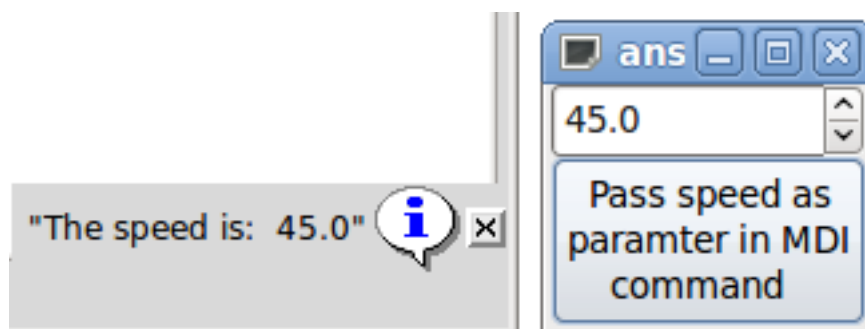 "The speed is:  45.0"
ans
45.0
Pass speed as
paramter in MDI
command